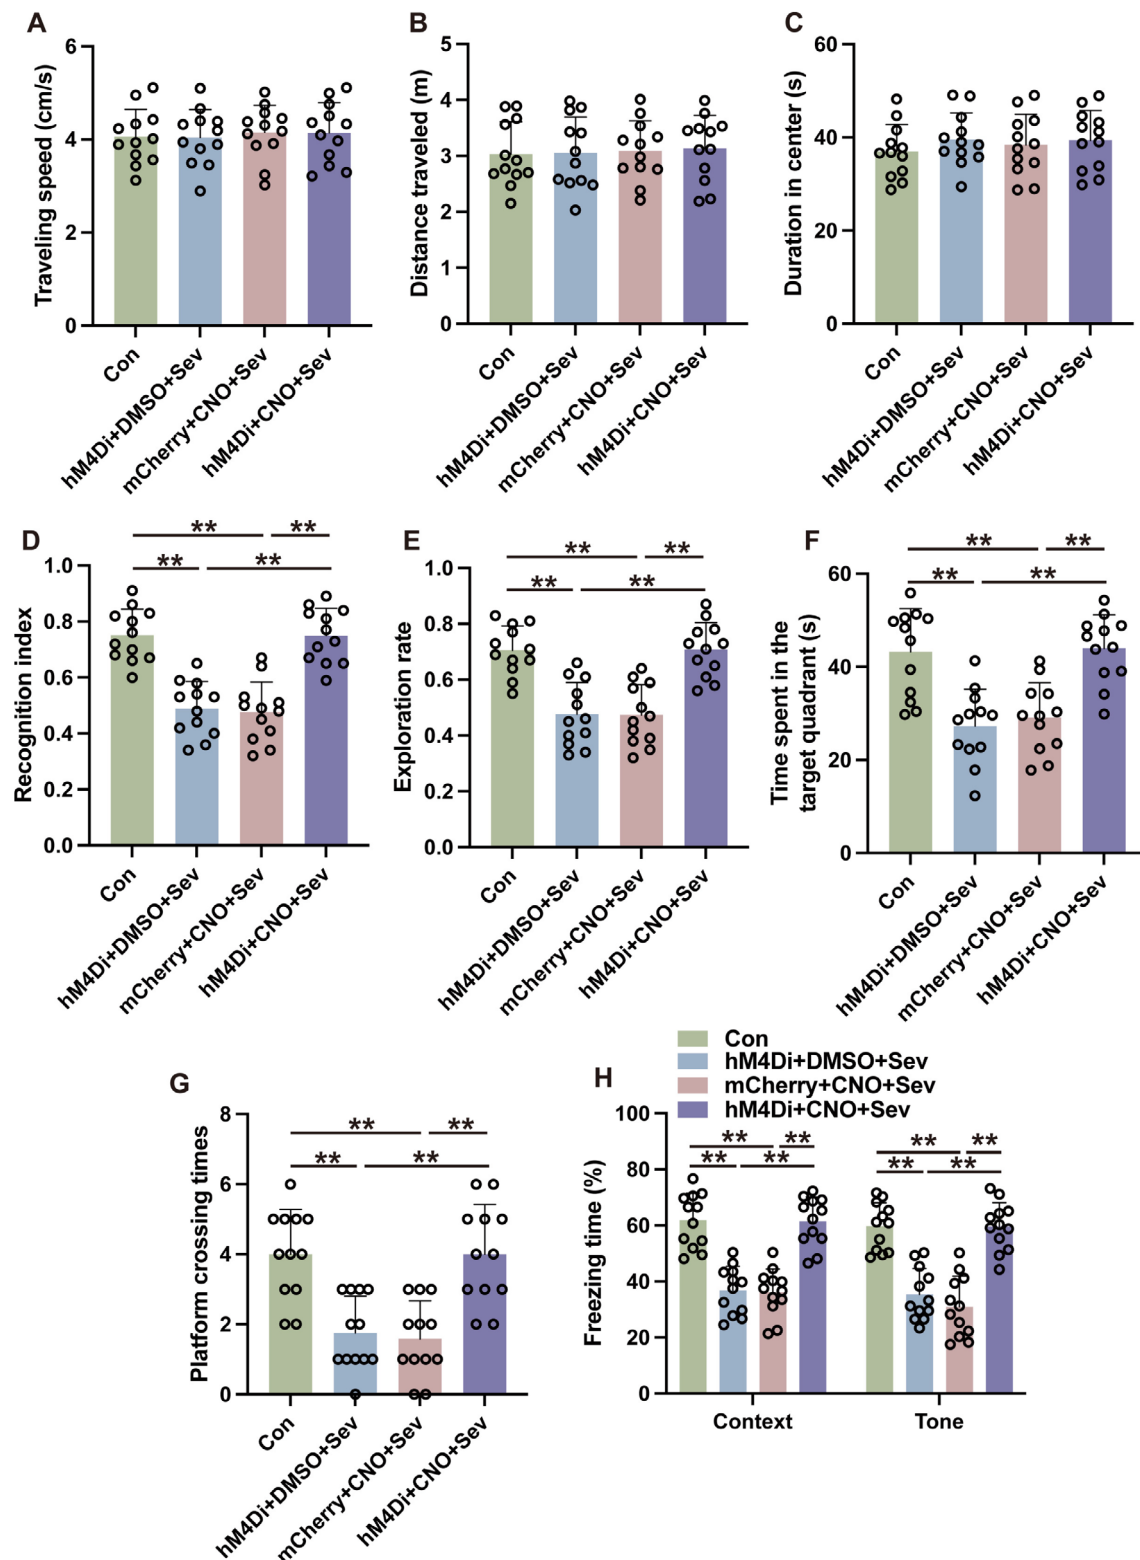 A
Traveling speed (cm/s)
6
4
2
0
Con
hM4Di+DMSO+Sev
mCherry+CNO+Sev
hM4Di+CNO+Sev
B
Distance traveled (m)
5
4
3
2
1
0
Con
hM4Di+DMSO+Sev
mCherry+CNO+Sev
hM4Di+CNO+Sev
C
Duration in center (s)
60
40
20
0
Con
hM4Di+DMSO+Sev
mCherry+CNO+Sev
hM4Di+CNO+Sev
D
Recognition index
1.0
0.8
0.6
0.4
0.2
0.0
** **
** **
Con
hM4Di+DMSO+Sev
mCherry+CNO+Sev
hM4Di+CNO+Sev
E
Exploration rate
1.0
0.8
0.6
0.4
0.2
0.0
** **
** **
Con
hM4Di+DMSO+Sev
mCherry+CNO+Sev
hM4Di+CNO+Sev
F
Time spent in the
target quadrant (s)
60
40
20
0
** **
** **
Con
hM4Di+DMSO+Sev
mCherry+CNO+Sev
hM4Di+CNO+Sev
G
Platform crossing times
8
6
4
2
0
** **
** **
Con
hM4Di+DMSO+Sev
mCherry+CNO+Sev
hM4Di+CNO+Sev
H
Con
hM4Di+DMSO+Sev
mCherry+CNO+Sev
hM4Di+CNO+Sev
Freezing time (%)
100
80
60
40
20
0
** **
** **
** **
** **
Context
Tone